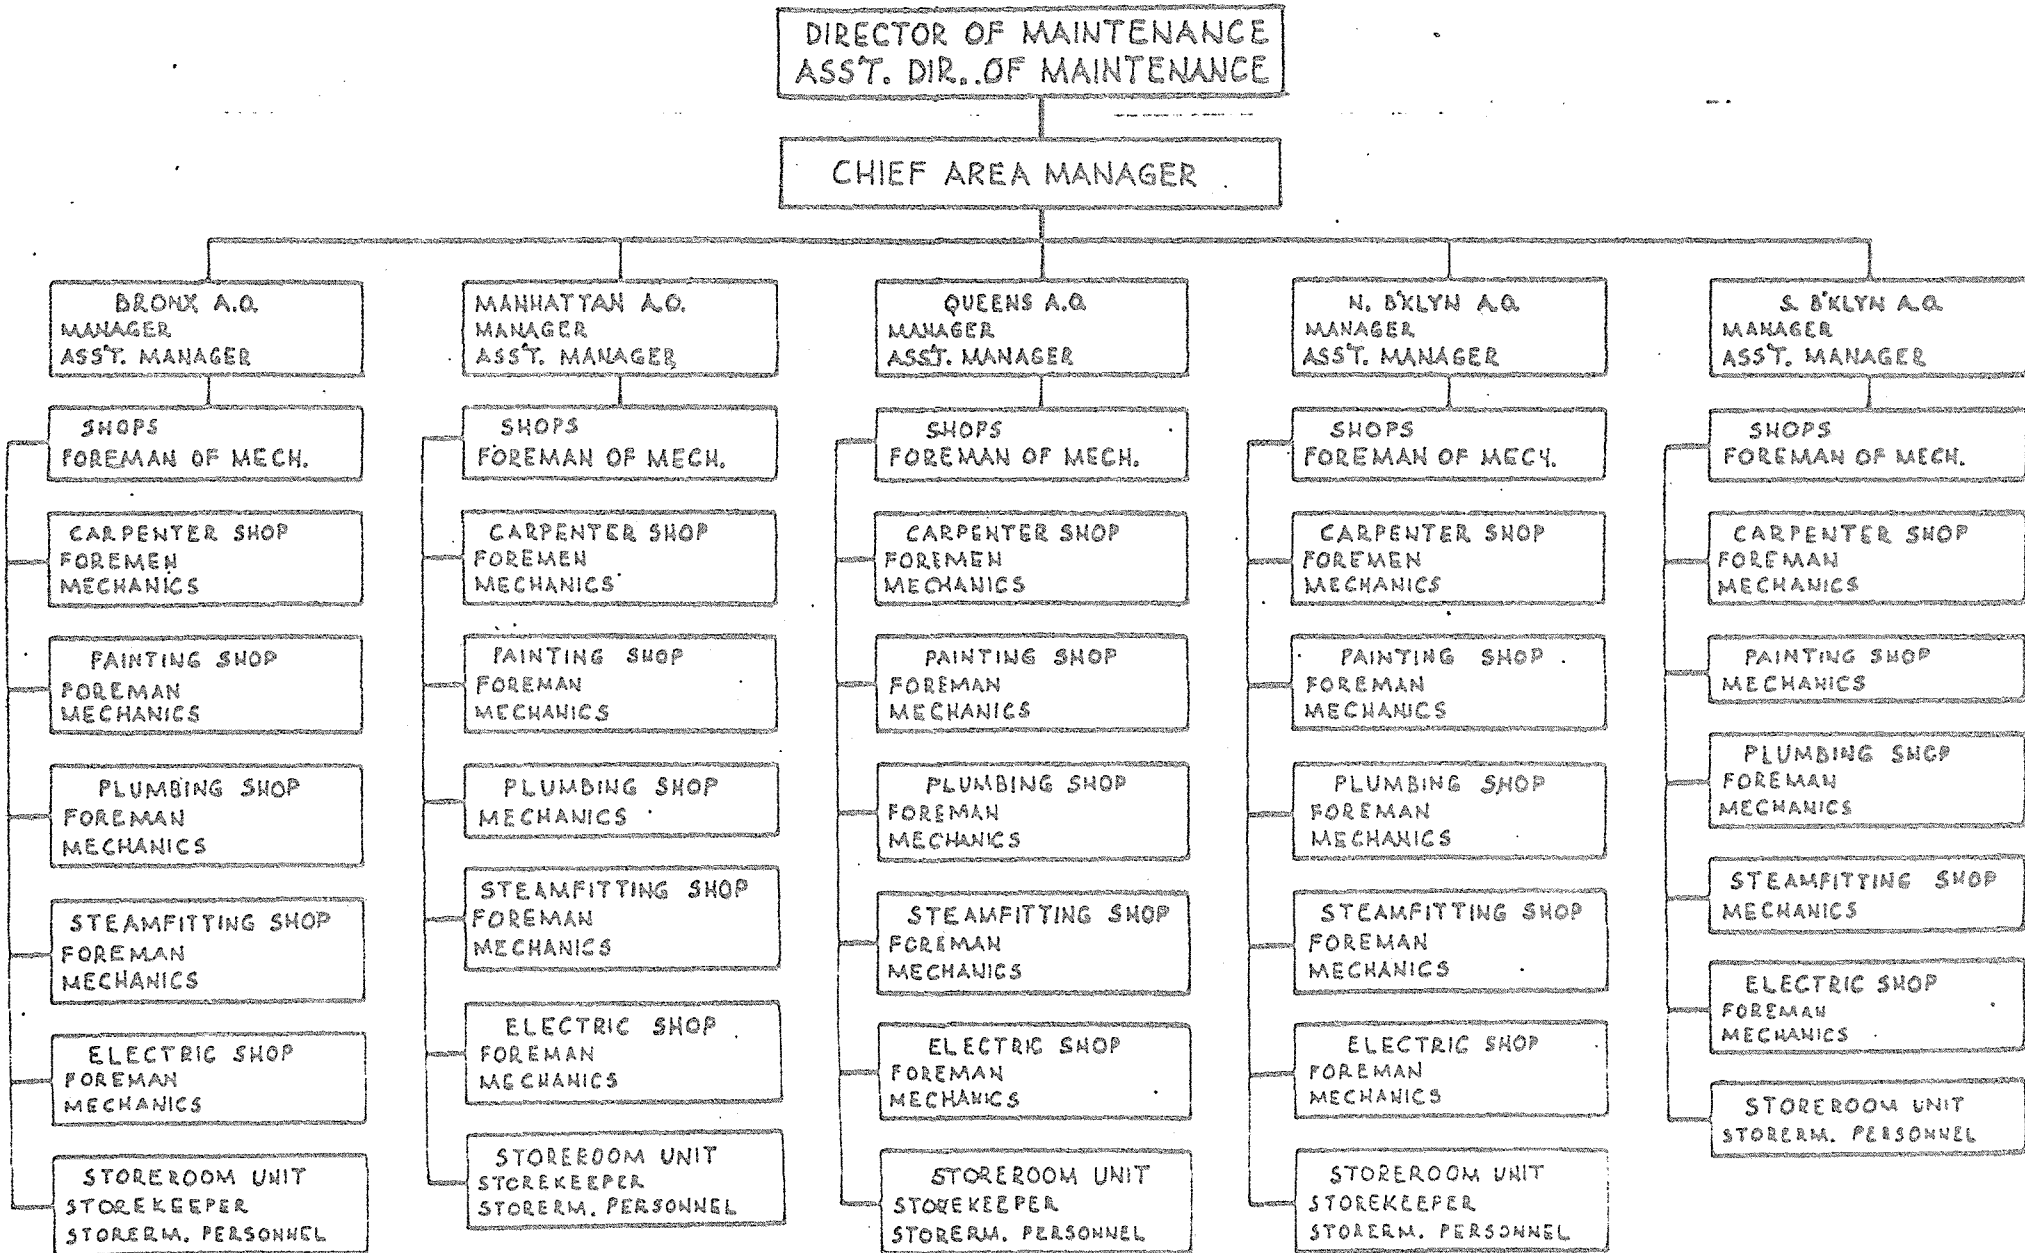 DIRECTOR OF MAINTENANCE
ASS'T. DIR. OF MAINTENANCE
CHIEF AREA MANAGER
BRONX A.O.
MANAGER
ASS'T. MANAGER
SHOPS
FOREMAN OF MECH.
CARPENTER SHOP
FOREMEN
MECHANICS
PAINTING SHOP
FOREMAN
MECHANICS
PLUMBING SHOP
FOREMAN
MECHANICS
STEAMFITTING SHOP
FOREMAN
MECHANICS
ELECTRIC SHOP
FOREMAN
MECHANICS
STOREROOM UNIT
STOREKEEPER
STORERM. PERSONNEL
MANHATTAN A.O.
MANAGER
ASS'T. MANAGER
SHOPS
FOREMAN OF MECH.
CARPENTER SHOP
FOREMEN
MECHANICS
PAINTING SHOP
FOREMAN
MECHANICS
PLUMBING SHOP
MECHANICS
STEAMFITTING SHOP
FOREMAN
MECHANICS
ELECTRIC SHOP
FOREMAN
MECHANICS
STOREROOM UNIT
STOREKEEPER
STORERM. PERSONNEL
QUEENS A.O.
MANAGER
ASS'T. MANAGER
SHOPS
FOREMAN OF MECH.
CARPENTER SHOP
FOREMEN
MECHANICS
PAINTING SHOP
FOREMAN
MECHANICS
PLUMBING SHOP
FOREMAN
MECHANICS
STEAMFITTING SHOP
FOREMAN
MECHANICS
ELECTRIC SHOP
FOREMAN
MECHANICS
STOREROOM UNIT
STOREKEEPER
STORERM. PERSONNEL
N. B'KLYN A.O.
MANAGER
ASS'T. MANAGER
SHOPS
FOREMAN OF MECH.
CARPENTER SHOP
FOREMEN
MECHANICS
PAINTING SHOP
FOREMAN
MECHANICS
PLUMBING SHOP
FOREMAN
MECHANICS
STEAMFITTING SHOP
FOREMAN
MECHANICS
ELECTRIC SHOP
FOREMAN
MECHANICS
STOREROOM UNIT
STOREKEEPER
STORERM. PERSONNEL
S. B'KLYN A.O.
MANAGER
ASS'T. MANAGER
SHOPS
FOREMAN OF MECH.
CARPENTER SHOP
FOREMAN
MECHANICS
PAINTING SHOP
MECHANICS
PLUMBING SHOP
FOREMAN
MECHANICS
STEAMFITTING SHOP
MECHANICS
ELECTRIC SHOP
FOREMAN
MECHANICS
STOREROOM UNIT
STORERM. PERSONNEL